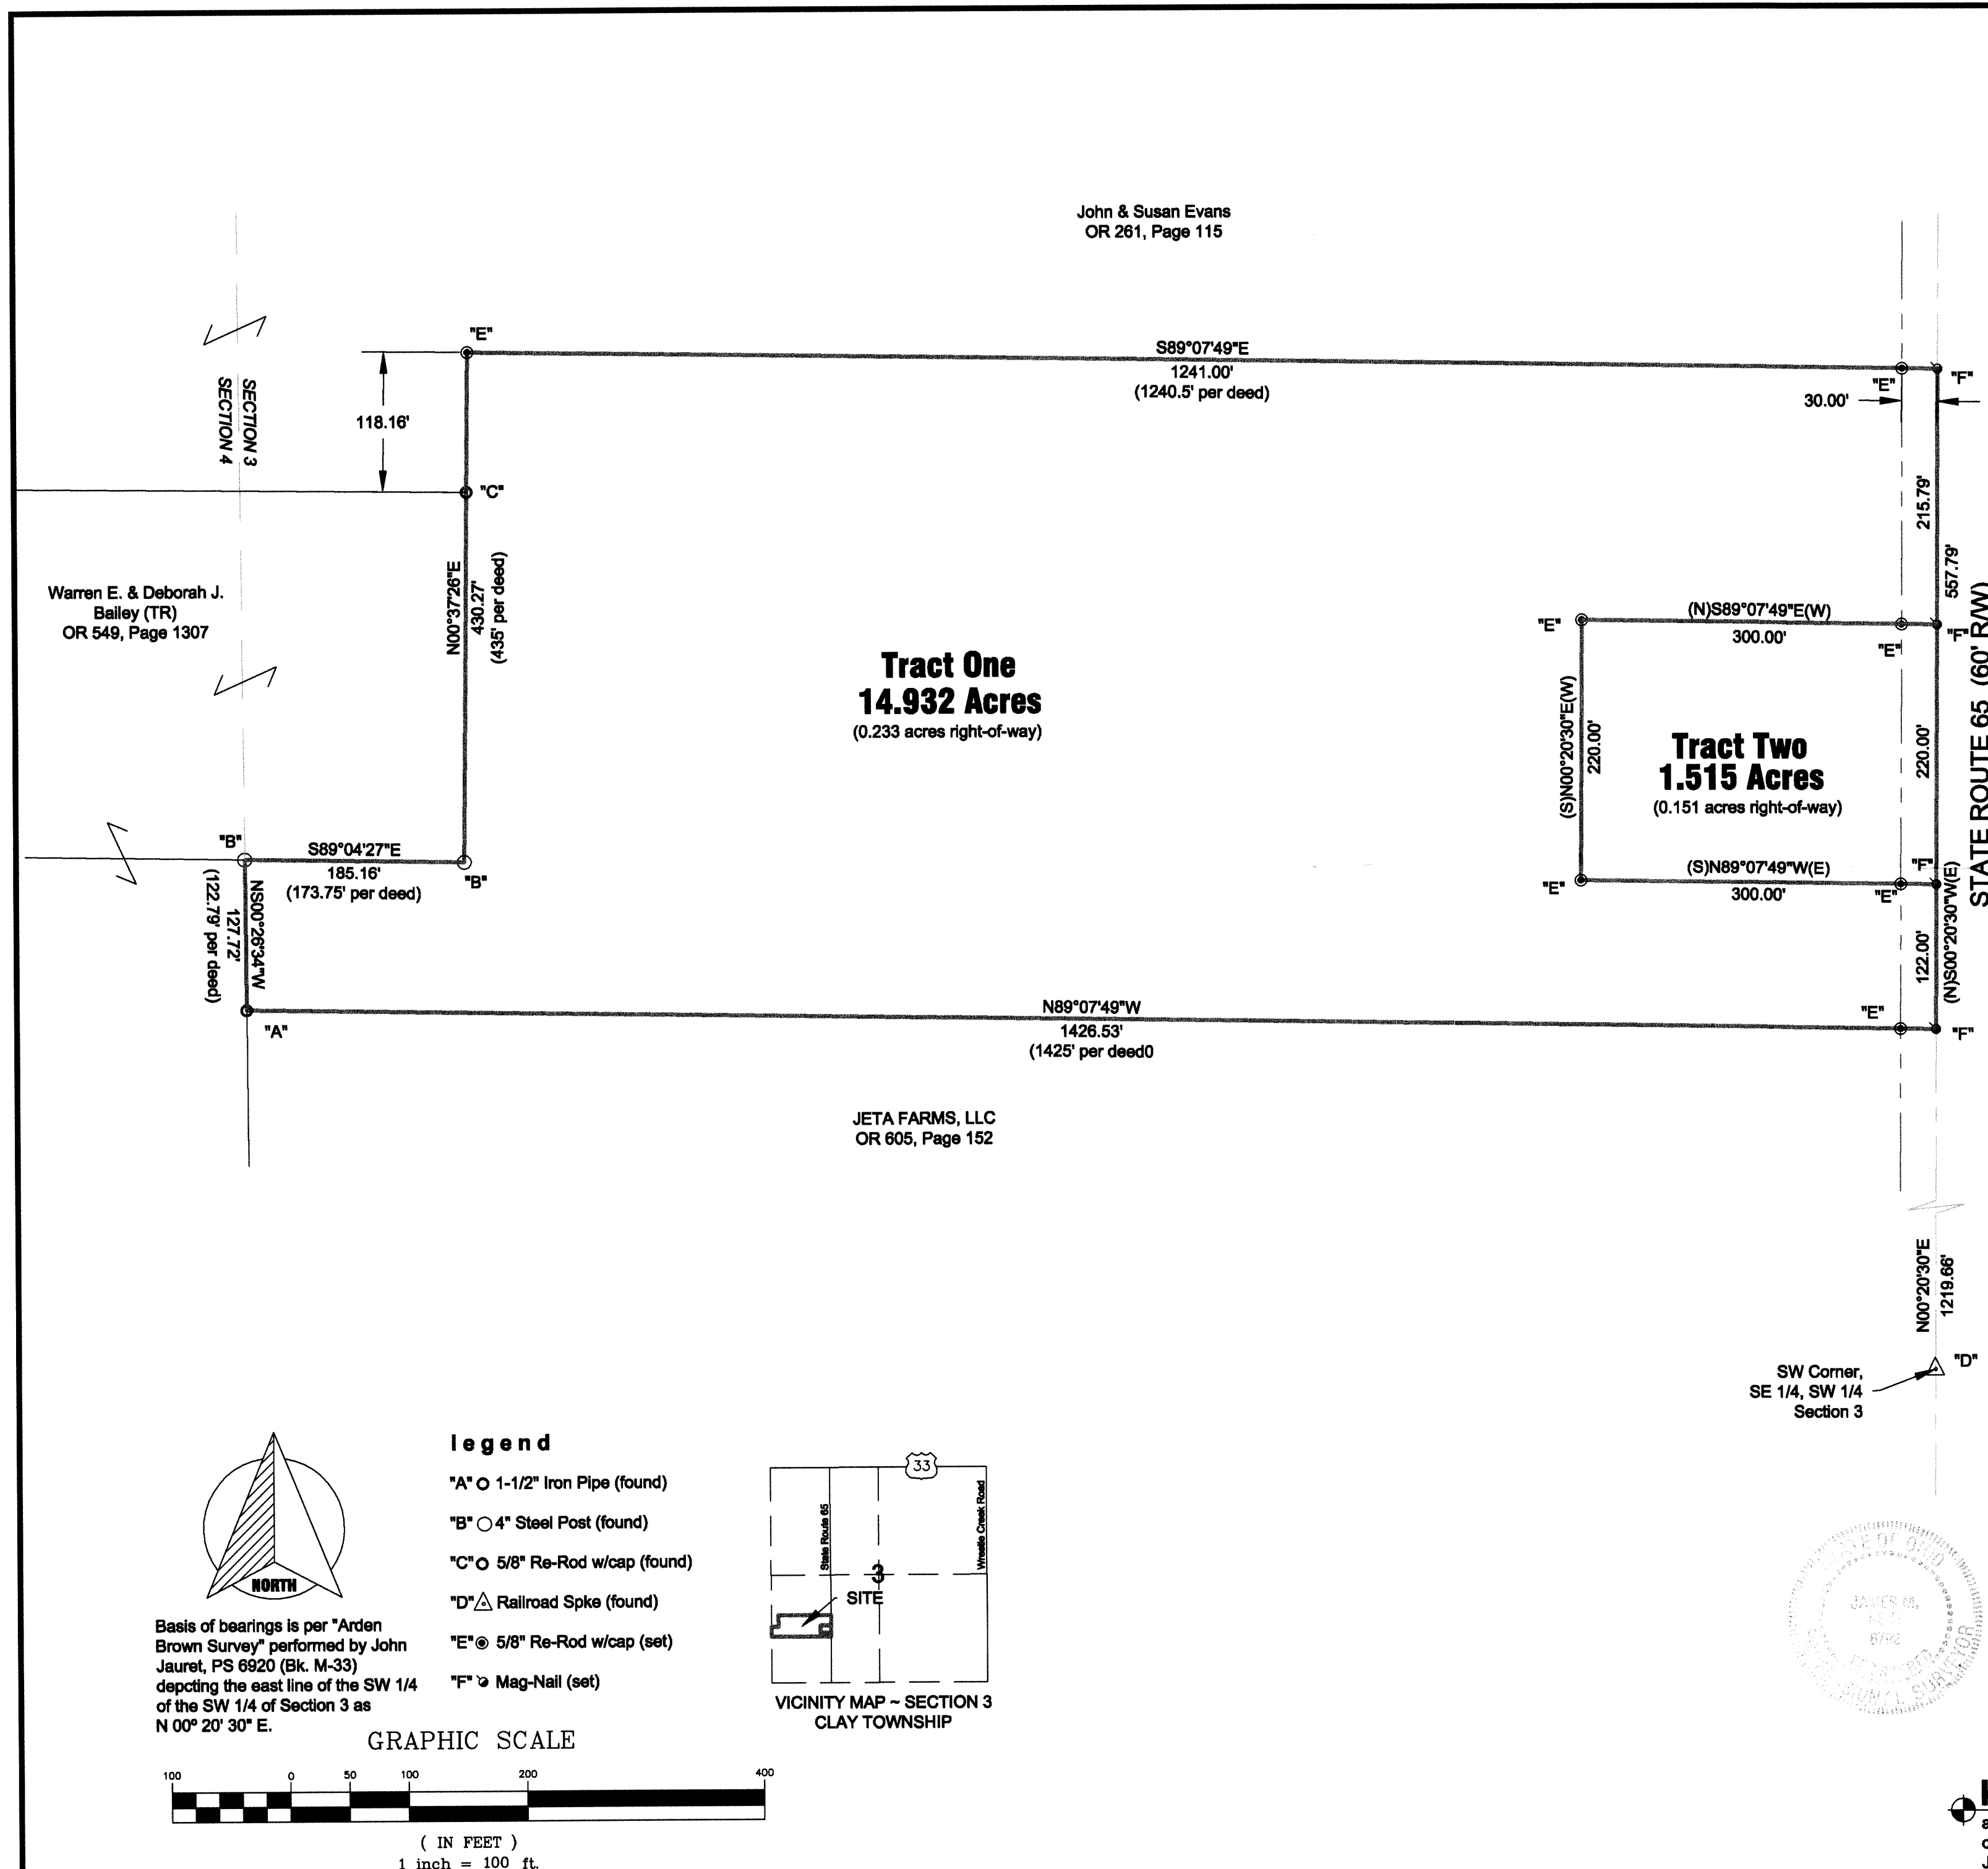 John & Susan Evans
OR 261, Page 115
"E"
S89°07'49"E
1241.00'
(1240.5' per deed)
"E"
"F"
30.00'
118.16'
SECTION 3
SECTION 4
"C"
215.79'
557.79'
Warren E. & Deborah J.
Bailey (TR)
OR 549, Page 1307
N00°37'26"E
430.27'
(435' per deed)
"E"
(N)S89°07'49"E(W)
300.00'
"E"
"F"
STATE ROUTE 65 (60' R/W)
Tract One
14.932 Acres
(0.233 acres right-of-way)
(S)N00°20'30"E(W)
220.00'
Tract Two
1.515 Acres
(0.151 acres right-of-way)
220.00'
"B"
S89°04'27"E
185.16'
(173.75' per deed)
"B"
"E"
(S)N89°07'49"W(E)
300.00'
"E"
"F"
NS00°26'34"W
127.72'
(122.79' per deed)
122.00'
(N)S00°20'30"W(E)
"A"
N89°07'49"W
1426.53'
(1425' per deed0
"E"
"F"
JETA FARMS, LLC
OR 605, Page 152
N00°20'30"E
1219.66'
"D"
SW Corner,
SE 1/4, SW 1/4
Section 3
NORTH
Basis of bearings is per "Arden
Brown Survey" performed by John
Jauret, PS 6920 (Bk. M-33)
depcting the east line of the SW 1/4
of the SW 1/4 of Section 3 as
N 00° 20' 30" E.
legend
"A" 1-1/2" Iron Pipe (found)
"B" 4" Steel Post (found)
"C" 5/8" Re-Rod w/cap (found)
"D" Railroad Spke (found)
"E" 5/8" Re-Rod w/cap (set)
"F" Mag-Nail (set)
33
State Route 65
Wrestle Creek Road
3
SITE
VICINITY MAP ~ SECTION 3
CLAY TOWNSHIP
STATE OF OHIO
JAMES M.
SURVEYOR
GRAPHIC SCALE
100 0 50 100 200 400
( IN FEET )
1 inch = 100 ft.